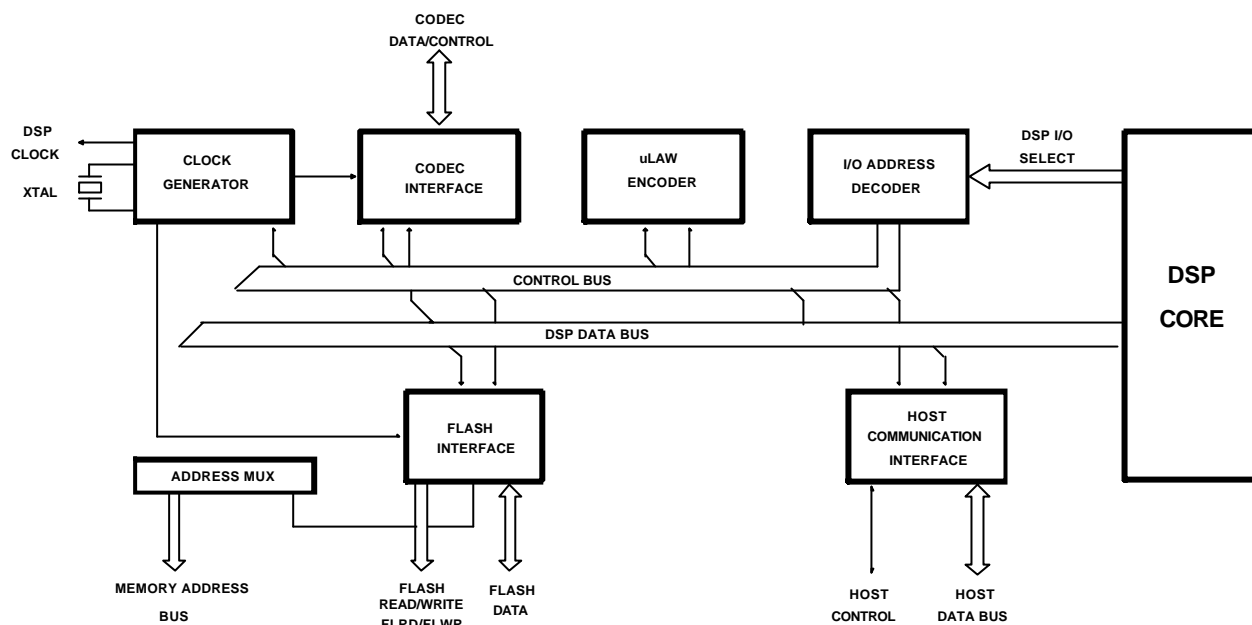 CODEC
DATA/CONTROL
DSP
CLOCK
XTAL
CLOCK
GENERATOR
CODEC
INTERFACE
uLAW
ENCODER
I/O ADDRESS
DECODER
DSP I/O
SELECT
DSP
CORE
CONTROL BUS
DSP DATA BUS
FLASH
INTERFACE
HOST
COMMUNICATION
INTERFACE
ADDRESS MUX
MEMORY ADDRESS
BUS
FLASH
READ/WRITE
FLRD/FLWR
FLASH
DATA
HOST
CONTROL
HOST
DATA BUS